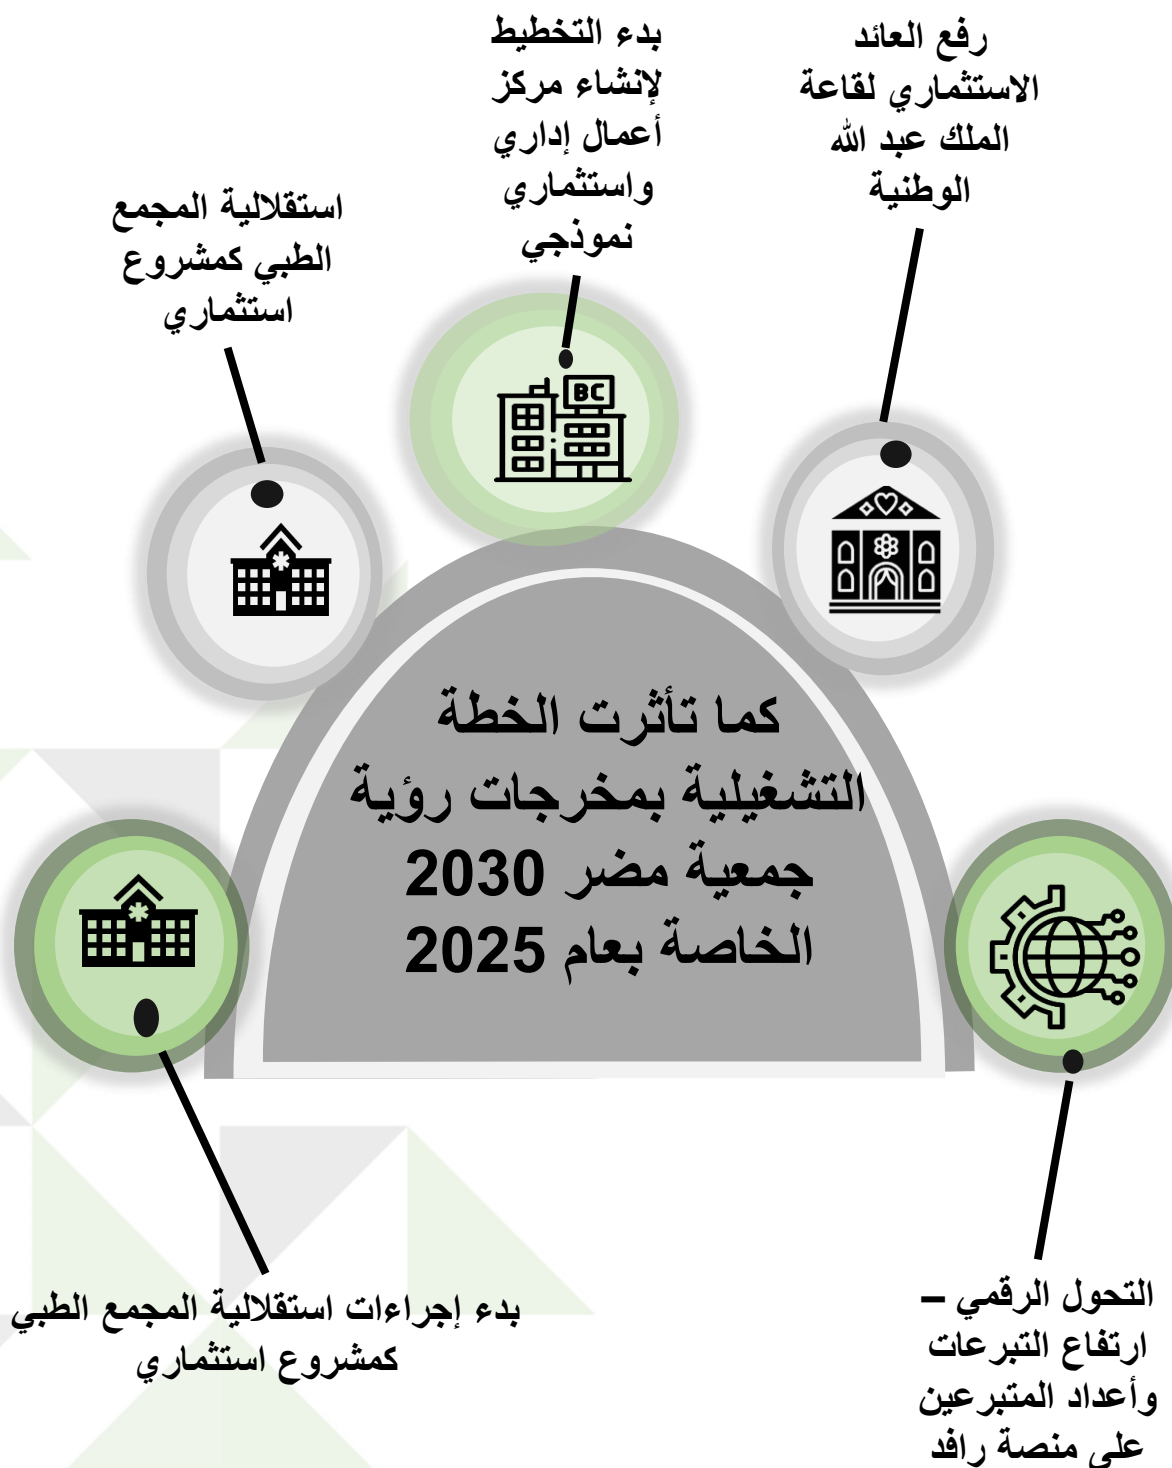 رفع العائد
الاستثماري لقاعة
الملك عبد الله
الوطنية
بدء التخطيط
لإنشاء مركز
أعمال إداري
واستثماري
نموذجي
BC
استقلالية المجمع
الطبي كمشروع
استثماري
كما تأثرت الخطة
التشغيلية بمخرجات رؤية
جمعية مضر 2030
الخاصة بعام 2025
التحول الرقمي –
ارتفاع التبرعات
وأعداد المتبرعين
على منصة رافد
بدء إجراءات استقلالية المجمع الطبي
كمشروع استثماري